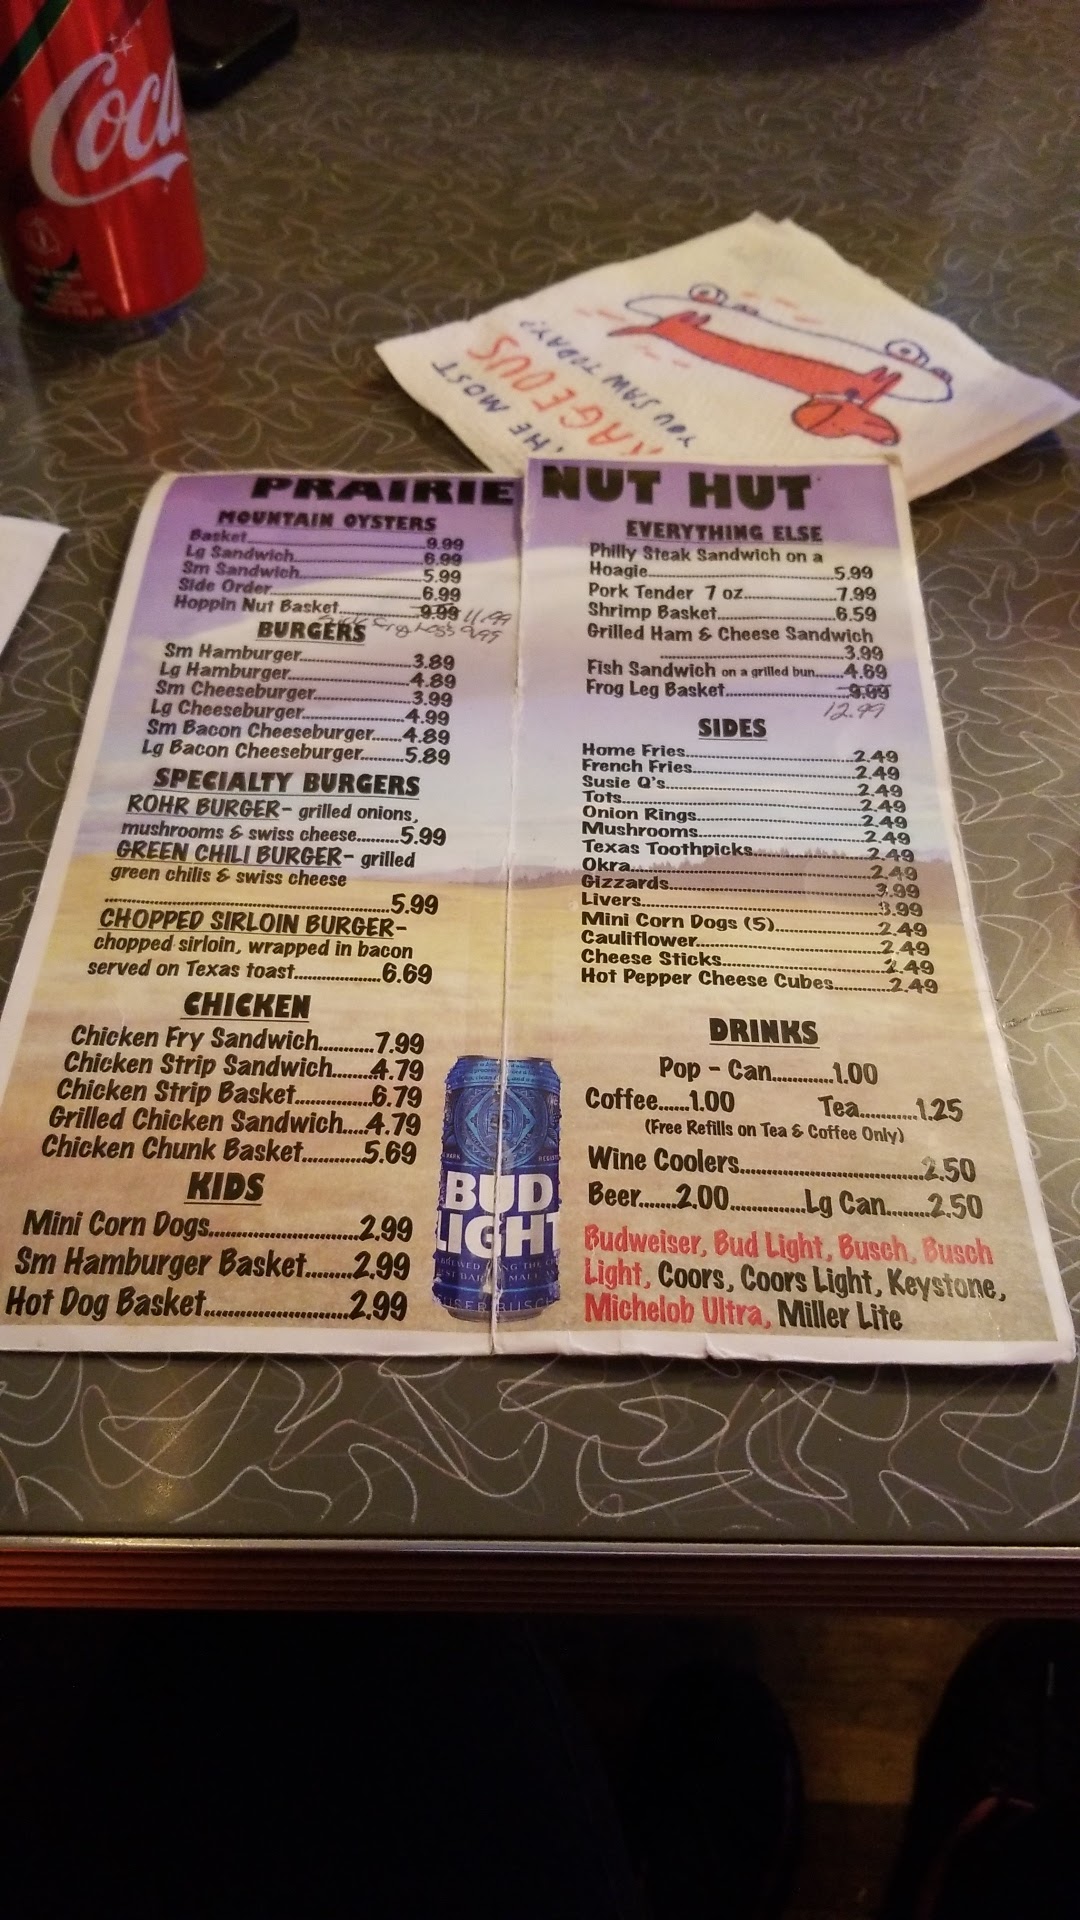 Coca
THE MOST
RAGEOUS
YOU SAW TODAY?
PRAIRIE NUT HUT
MOUNTAIN OYSTERS
Basket..........9.99
Lg Sandwich..........6.99
Sm Sandwich..........5.99
Side Order..........6.99
Hoppin Nut Basket..........9.99 11.99
Frog Legs 9.99
BURGERS
Sm Hamburger..........3.89
Lg Hamburger..........4.89
Sm Cheeseburger..........3.99
Lg Cheeseburger..........4.99
Sm Bacon Cheeseburger.......4.89
Lg Bacon Cheeseburger..........5.89
SPECIALTY BURGERS
ROHR BURGER- grilled onions,
mushrooms & swiss cheese..........5.99
GREEN CHILI BURGER- grilled
green chilis & swiss cheese
..........5.99
CHOPPED SIRLOIN BURGER-
chopped sirloin, wrapped in bacon
served on Texas toast..........6.69
CHICKEN
Chicken Fry Sandwich..........7.99
Chicken Strip Sandwich........4.79
Chicken Strip Basket..........6.79
Grilled Chicken Sandwich.....4.79
Chicken Chunk Basket..........5.69
KIDS
Mini Corn Dogs..........2.99
Sm Hamburger Basket........2.99
Hot Dog Basket..........2.99
BUD
LIGHT
EVERYTHING ELSE
Philly Steak Sandwich on a
Hoagie..........5.99
Pork Tender 7 oz..........7.99
Shrimp Basket..........6.59
Grilled Ham & Cheese Sandwich
..........3.99
Fish Sandwich on a grilled bun.......4.69
Frog Leg Basket..........9.99
12.99
SIDES
Home Fries..........2.49
French Fries..........2.49
Susie Q's..........2.49
Tots..........2.49
Onion Rings..........2.49
Mushrooms..........2.49
Texas Toothpicks..........2.49
Okra..........2.49
Gizzards..........3.99
Livers..........3.99
Mini Corn Dogs (5)..........2.49
Cauliflower..........2.49
Cheese Sticks..........2.49
Hot Pepper Cheese Cubes..........2.49
DRINKS
Pop - Can..........1.00
Coffee......1.00 Tea..........1.25
(Free Refills on Tea & Coffee Only)
Wine Coolers..........2.50
Beer......2.00..........Lg Can........2.50
Budweiser, Bud Light, Busch, Busch
Light, Coors, Coors Light, Keystone,
Michelob Ultra, Miller Lite